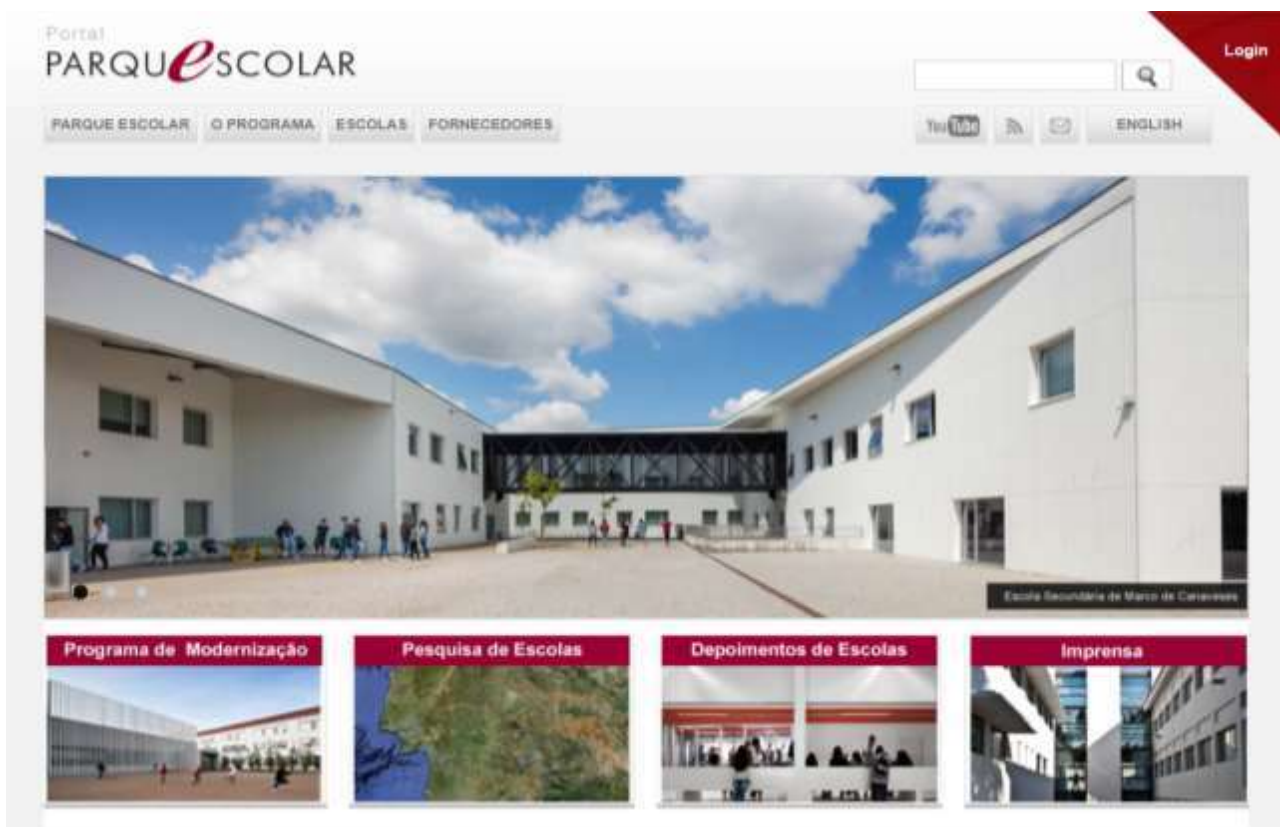 Portal
PARQUeSCOLAR
Login
PARQUE ESCOLAR
O PROGRAMA
ESCOLAS
FORNECEDORES
YouTube
ENGLISH
Escola Secundária de Marco de Canaveses
Programa de Modernização
Pesquisa de Escolas
Depoimentos de Escolas
Imprensa